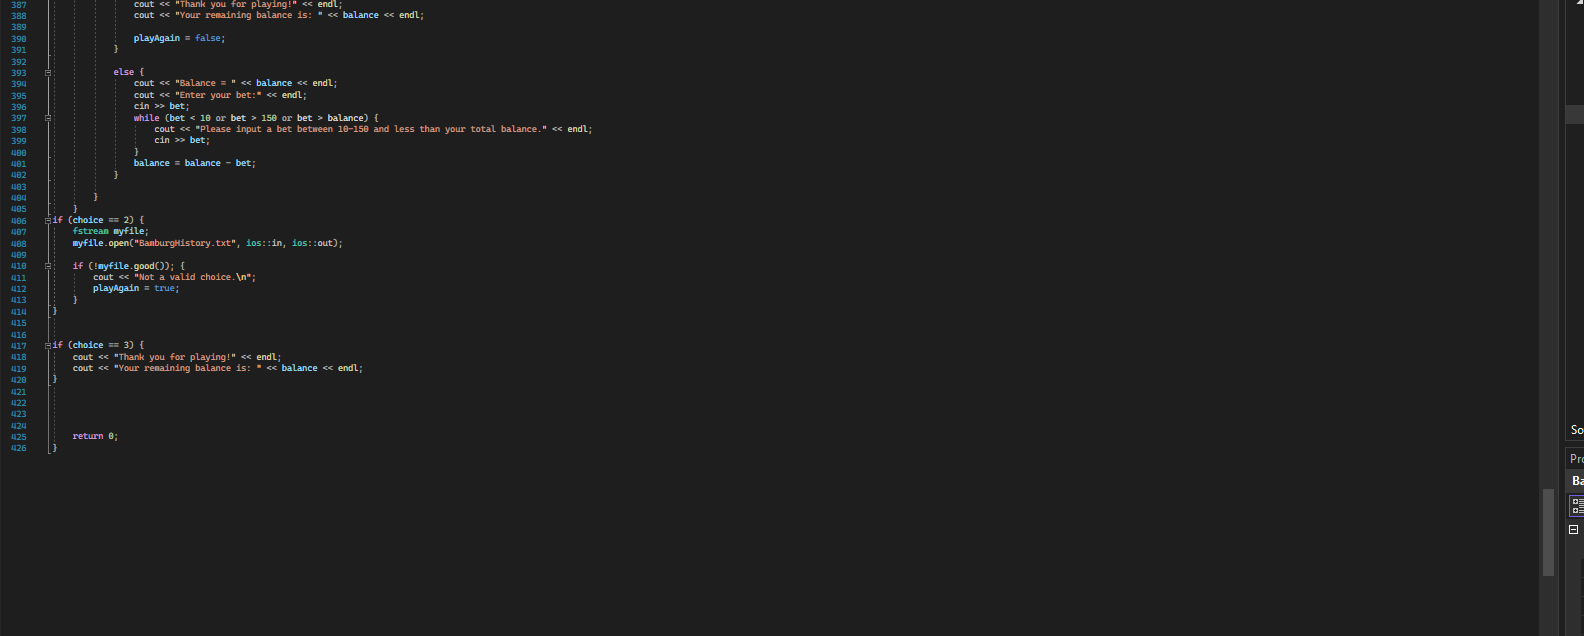 387 cout << "Thank you for playing!" << endl;
388 cout << "Your remaining balance is: " << balance << endl;
389
390 playAgain = false;
391 }
392
393 else {
394 cout << "Balance = " << balance << endl;
395 cout << "Enter your bet:" << endl;
396 cin >> bet;
397 while (bet < 10 or bet > 150 or bet > balance) {
398 cout << "Please input a bet between 10-150 and less than your total balance." << endl;
399 cin >> bet;
400 }
401 balance = balance - bet;
402 }
403
404 }
405 }
406 if (choice == 2) {
407 fstream myfile;
408 myfile.open("BamburgHistory.txt", ios::in, ios::out);
409
410 if (!myfile.good()); {
411 cout << "Not a valid choice.\n";
412 playAgain = true;
413 }
414 }
415
416
417 if (choice == 3) {
418 cout << "Thank you for playing!" << endl;
419 cout << "Your remaining balance is: " << balance << endl;
420 }
421
422
423
424
425 return 0;
426 }
So
Pro
Ba